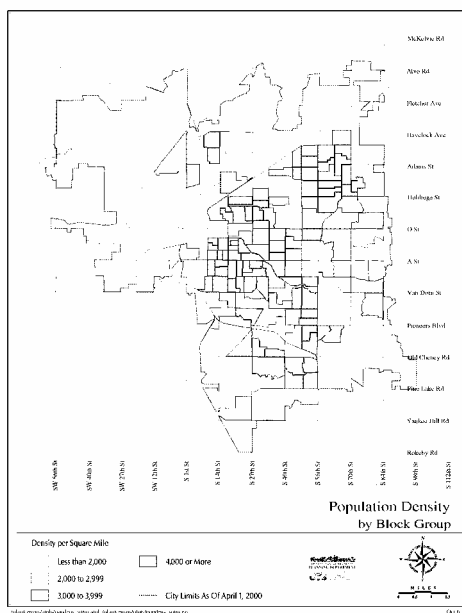 McKelvie Rd
Alvo Rd
Fletcher Ave
Havelock Ave
Adams St
Holdrege St
O St
A St
Van Dorn St
Pioneers Blvd
Old Cheney Rd
Pine Lake Rd
Yankee Hill Rd
Rokeby Rd
SW 56th St
SW 40th St
SW 27th St
SW 12th St
S 1st St
S 14th St
S 27th St
S 40th St
S 56th St
S 70th St
S 84th St
S 98th St
S 112th St
Population Density
by Block Group
Density per Square Mile
Less than 2,000
2,000 to 2,999
3,000 to 3,999
4,000 or More
City Limits As Of April 1, 2000
MILES